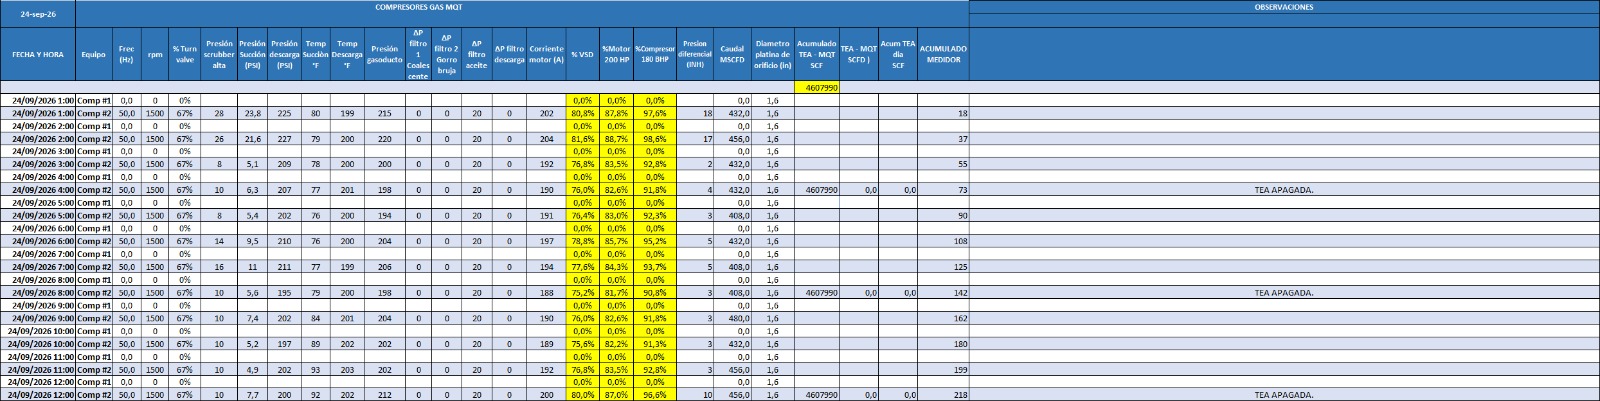 24-sep-26 COMPRESORES GAS MQT OBSERVACIONES
FECHA Y HORA Equipo Frec (Hz) rpm % Turn valve Presión scrubber alta Presión Succión (PSI) Presión descarga (PSI) Temp Succión °F Temp Descarga °F Presión gasoducto ΔP filtro 1 Coalescente ΔP filtro 2 Gorro bruja ΔP filtro aceite ΔP filtro descarga Corriente motor (A) % VSD %Motor 200 HP %Compresor 180 BHP Presion diferencial (INH) Caudal MSCFD Diametro platina de orificio (in) Acumulado TEA - MQT SCF TEA - MQT SCFD ) Acum TEA dia SCF ACUMULADO MEDIDOR
4607990
24/09/2026 1:00 Comp #1 0,0 0 0% 0,0% 0,0% 0,0% 0,0 1,6
24/09/2026 1:00 Comp #2 50,0 1500 67% 28 23,8 225 80 199 215 0 0 20 0 202 80,8% 87,8% 97,6% 18 432,0 1,6 18
24/09/2026 2:00 Comp #1 0,0 0 0% 0,0% 0,0% 0,0% 0,0 1,6
24/09/2026 2:00 Comp #2 50,0 1500 67% 26 21,6 227 79 200 220 0 0 20 0 204 81,6% 88,7% 98,6% 17 456,0 1,6 37
24/09/2026 3:00 Comp #1 0,0 0 0% 0,0% 0,0% 0,0% 0,0 1,6
24/09/2026 3:00 Comp #2 50,0 1500 67% 8 5,1 209 78 200 200 0 0 20 0 192 76,8% 83,5% 92,8% 2 432,0 1,6 55
24/09/2026 4:00 Comp #1 0,0 0 0% 0,0% 0,0% 0,0% 0,0 1,6
24/09/2026 4:00 Comp #2 50,0 1500 67% 10 6,3 207 77 201 198 0 0 20 0 190 76,0% 82,6% 91,8% 4 432,0 1,6 4607990 0,0 0,0 73 TEA APAGADA.
24/09/2026 5:00 Comp #1 0,0 0 0% 0,0% 0,0% 0,0% 0,0 1,6
24/09/2026 5:00 Comp #2 50,0 1500 67% 8 5,4 202 76 200 194 0 0 20 0 191 76,4% 83,0% 92,3% 3 408,0 1,6 90
24/09/2026 6:00 Comp #1 0,0 0 0% 0,0% 0,0% 0,0% 0,0 1,6
24/09/2026 6:00 Comp #2 50,0 1500 67% 14 9,5 210 76 200 204 0 0 20 0 197 78,8% 85,7% 95,2% 5 432,0 1,6 108
24/09/2026 7:00 Comp #1 0,0 0 0% 0,0% 0,0% 0,0% 0,0 1,6
24/09/2026 7:00 Comp #2 50,0 1500 67% 16 11 211 77 199 206 0 0 20 0 194 77,6% 84,3% 93,7% 5 408,0 1,6 125
24/09/2026 8:00 Comp #1 0,0 0 0% 0,0% 0,0% 0,0% 0,0 1,6
24/09/2026 8:00 Comp #2 50,0 1500 67% 10 5,6 195 79 200 198 0 0 20 0 188 75,2% 81,7% 90,8% 3 408,0 1,6 4607990 0,0 0,0 142 TEA APAGADA.
24/09/2026 9:00 Comp #1 0,0 0 0% 0,0% 0,0% 0,0% 0,0 1,6
24/09/2026 9:00 Comp #2 50,0 1500 67% 10 7,4 202 84 201 204 0 0 20 0 190 76,0% 82,6% 91,8% 3 480,0 1,6 162
24/09/2026 10:00 Comp #1 0,0 0 0% 0,0% 0,0% 0,0% 0,0 1,6
24/09/2026 10:00 Comp #2 50,0 1500 67% 10 5,2 197 89 202 202 0 0 20 0 189 75,6% 82,2% 91,3% 3 432,0 1,6 180
24/09/2026 11:00 Comp #1 0,0 0 0% 0,0% 0,0% 0,0% 0,0 1,6
24/09/2026 11:00 Comp #2 50,0 1500 67% 10 4,9 202 93 203 202 0 0 20 0 192 76,8% 83,5% 92,8% 3 456,0 1,6 199
24/09/2026 12:00 Comp #1 0,0 0 0% 0,0% 0,0% 0,0% 0,0 1,6
24/09/2026 12:00 Comp #2 50,0 1500 67% 10 7,7 200 92 202 212 0 0 20 0 200 80,0% 87,0% 96,6% 10 456,0 1,6 4607990 0,0 0,0 218 TEA APAGADA.